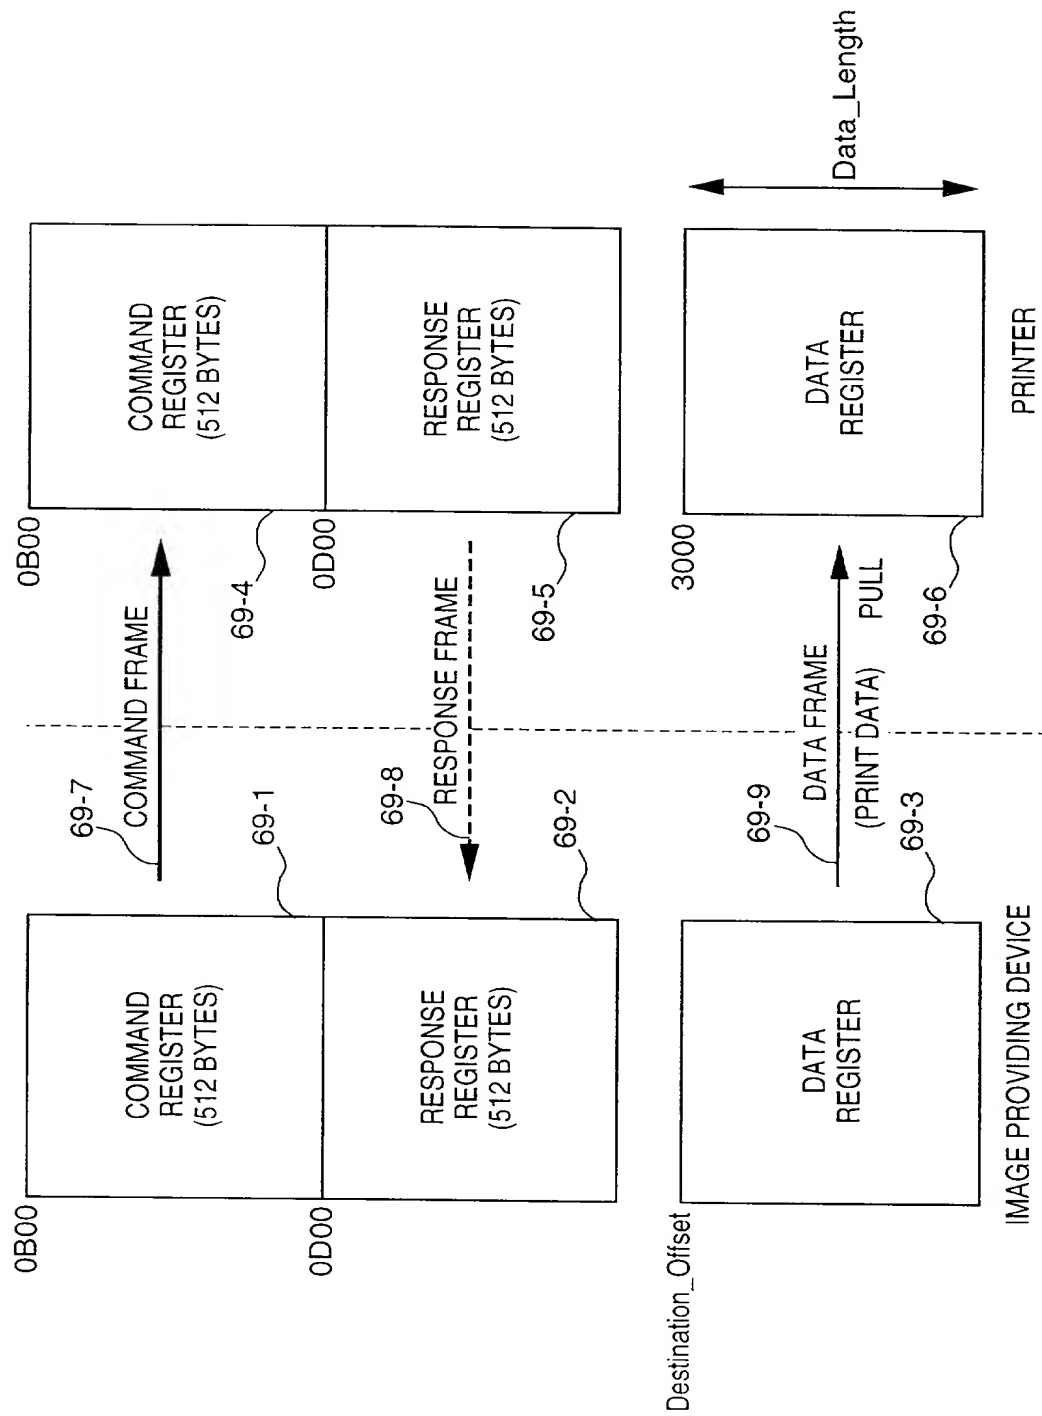 0B00
COMMAND
REGISTER
(512 BYTES)
69-1
0D00
RESPONSE
REGISTER
(512 BYTES)
69-2
Destination_Offset
DATA
REGISTER
69-3
IMAGE PROVIDING DEVICE
69-7
COMMAND FRAME
69-8
RESPONSE FRAME
69-9
DATA FRAME
(PRINT DATA)
PULL
0B00
COMMAND
REGISTER
(512 BYTES)
69-4
0D00
RESPONSE
REGISTER
(512 BYTES)
69-5
3000
DATA
REGISTER
69-6
Data_Length
PRINTER